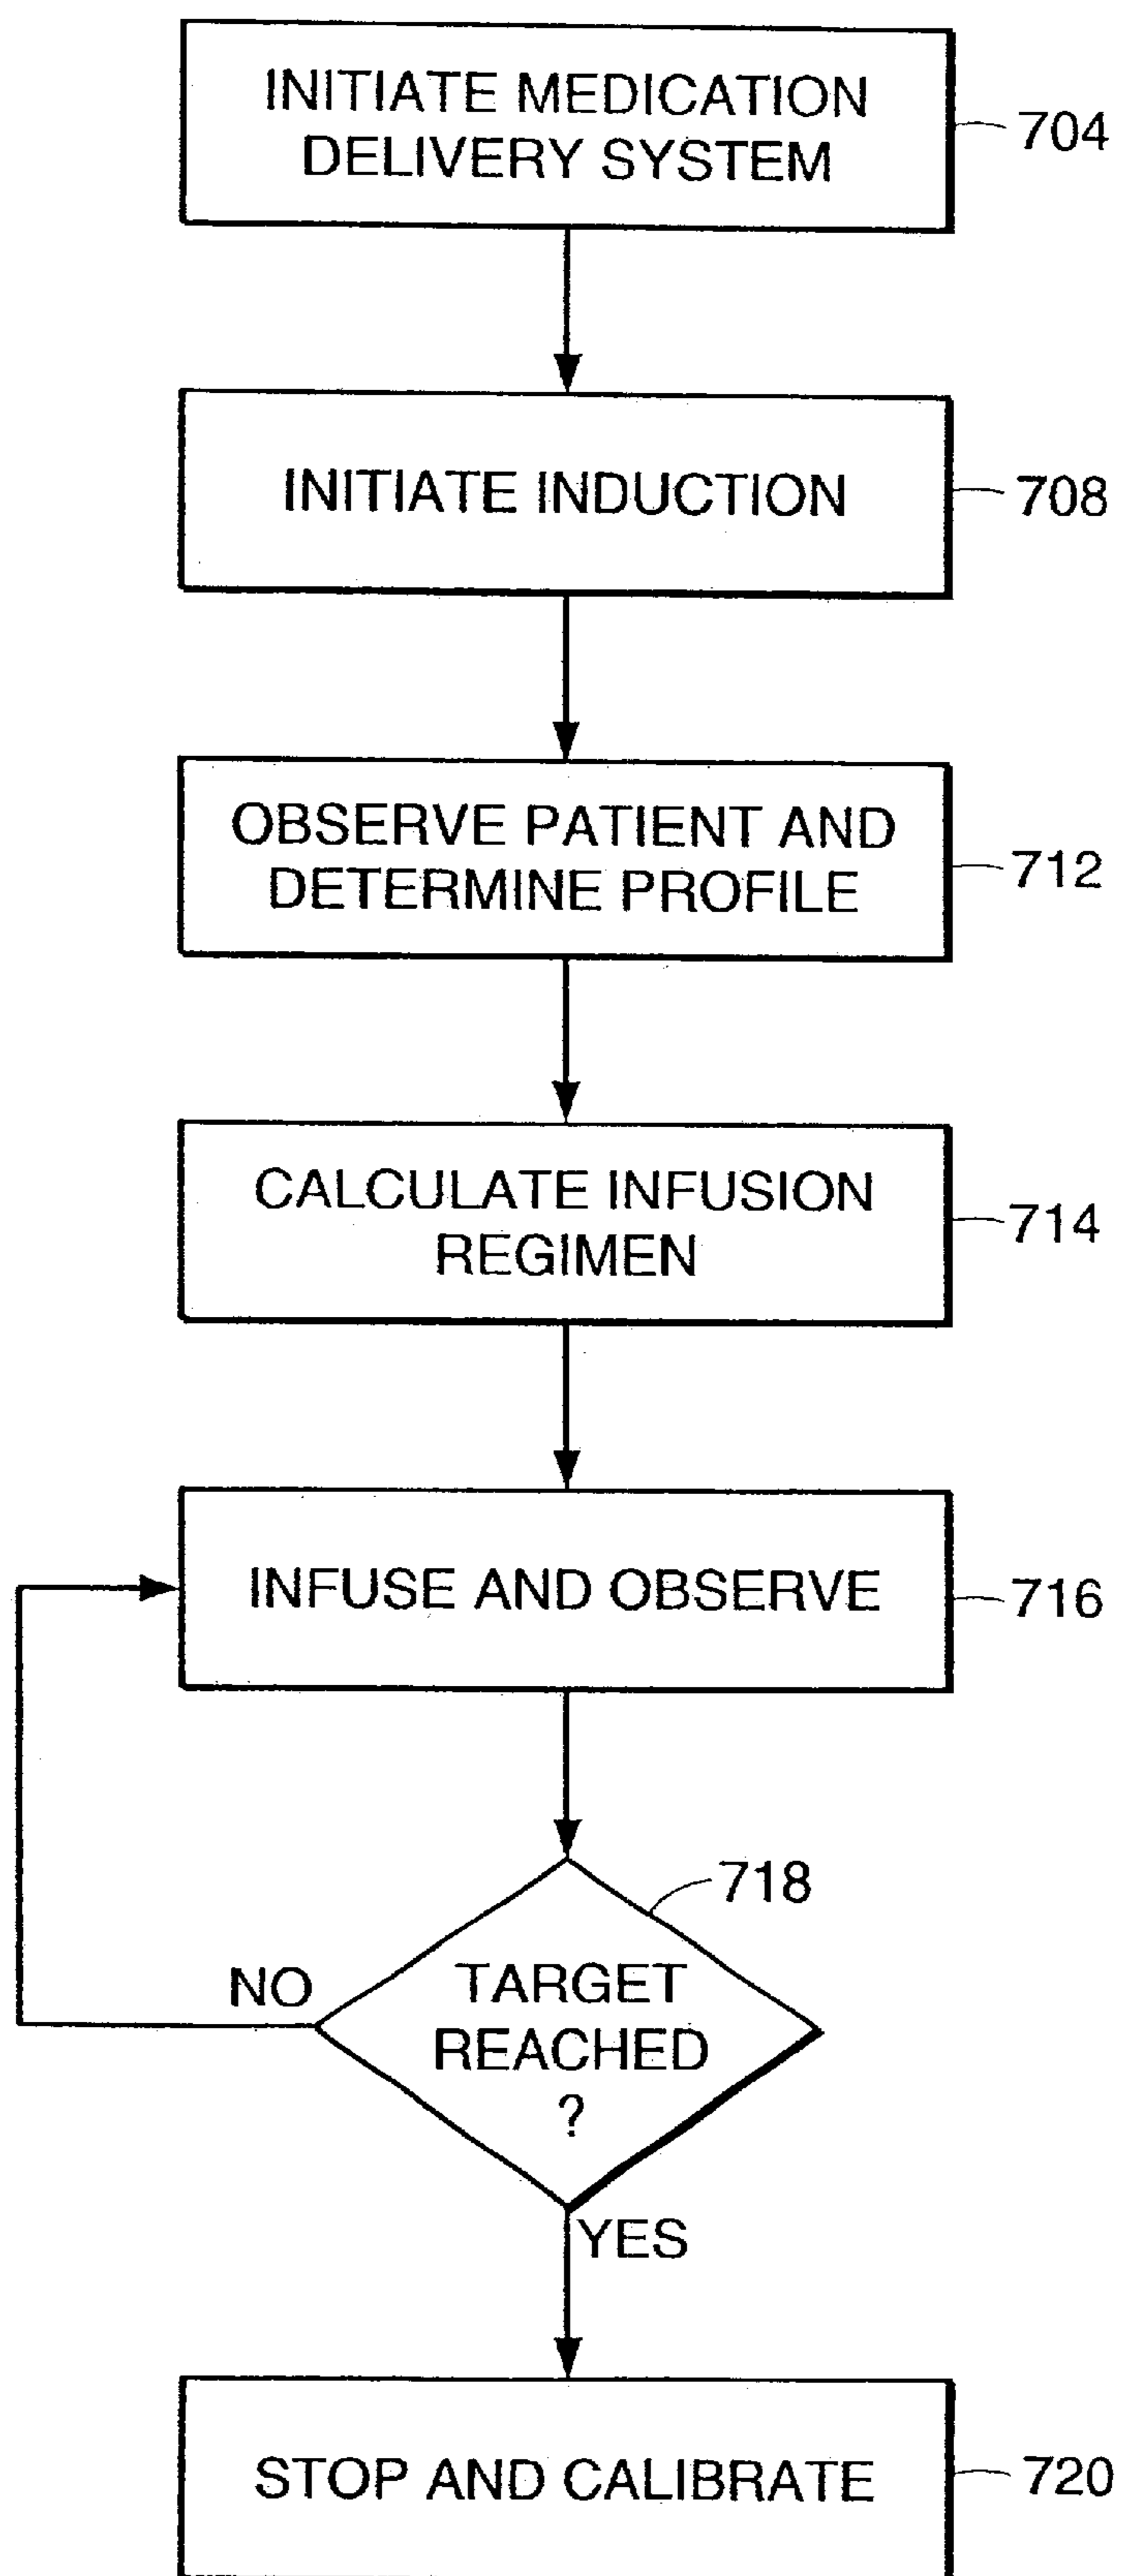 INITIATE MEDICATION
DELIVERY SYSTEM
704
INITIATE INDUCTION
708
OBSERVE PATIENT AND
DETERMINE PROFILE
712
CALCULATE INFUSION
REGIMEN
714
INFUSE AND OBSERVE
716
718
NO
TARGET
REACHED
?
YES
STOP AND CALIBRATE
720